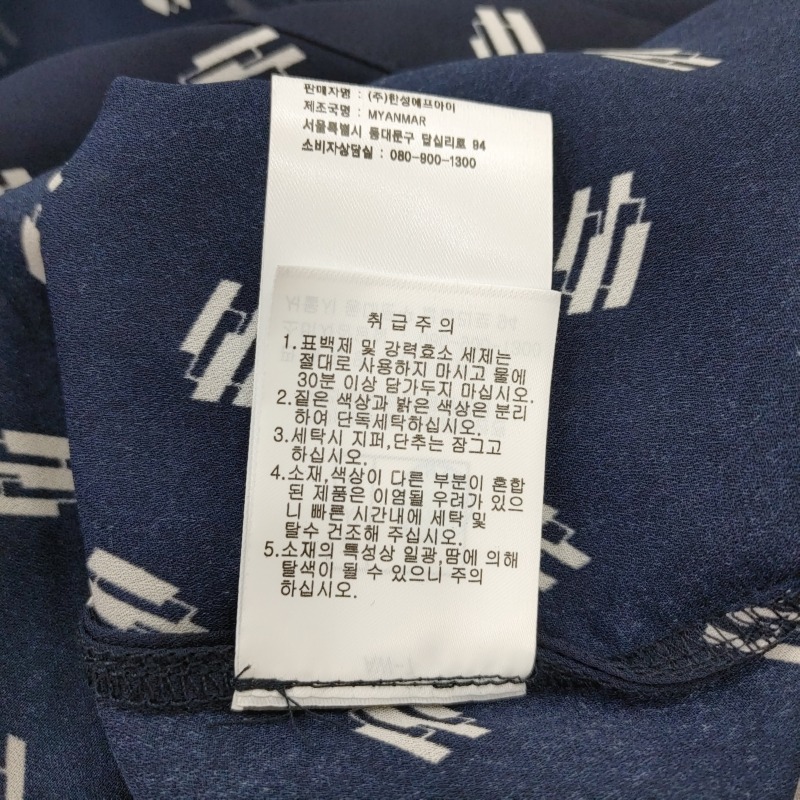 판매자명 : (주)한성에프아이
제조국명 : MYANMAR
서울특별시 동대문구 답십리로 94
소비자상담실 : 080-900-1300
취급주의
1.표백제 및 강력효소 세제는
절대로 사용하지 마시고 물에
30분 이상 담가두지 마십시오.
2.짙은 색상과 밝은 색상은 분리
하여 단독세탁하십시오.
3.세탁시 지퍼,단추는 잠그고
하십시오.
4.소재,색상이 다른 부분이 혼합
된 제품은 이염될 우려가 있으
니 빠른 시간내에 세탁 및
탈수 건조해 주십시오.
5.소재의 특성상 일광,땀에 의해
탈색이 될 수 있으니 주의
하십시오.